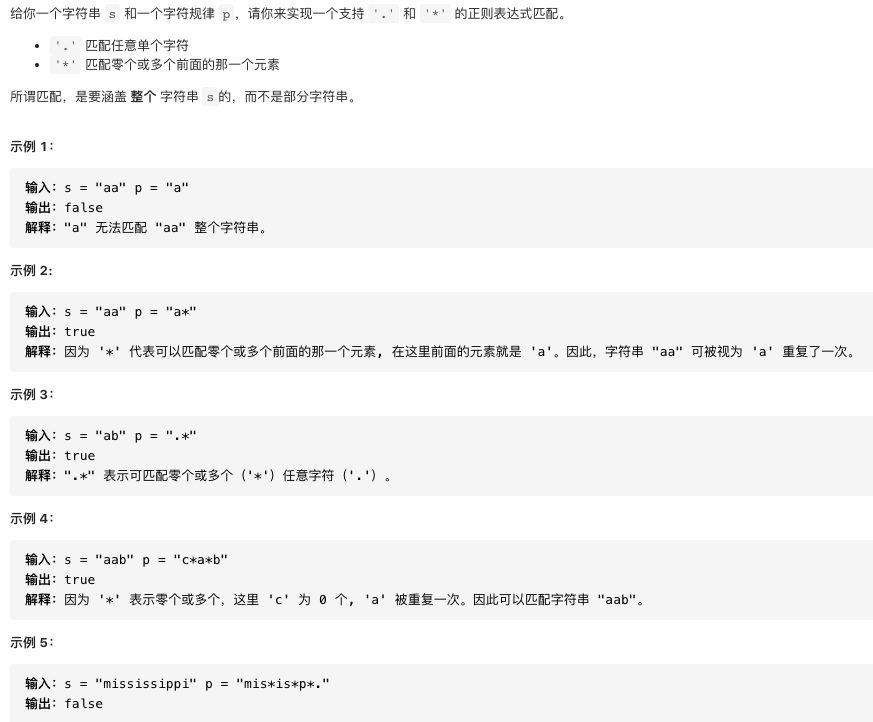 给你一个字符串 s 和一个字符规律 p，请你来实现一个支持 '.' 和 '*' 的正则表达式匹配。
• '.' 匹配任意单个字符
• '*' 匹配零个或多个前面的那一个元素
所谓匹配，是要涵盖 整个 字符串 s的，而不是部分字符串。
示例 1：
输入：s = "aa" p = "a"
输出：false
解释："a" 无法匹配 "aa" 整个字符串。
示例 2:
输入：s = "aa" p = "a*"
输出：true
解释：因为 '*' 代表可以匹配零个或多个前面的那一个元素, 在这里前面的元素就是 'a'。因此，字符串 "aa" 可被视为 'a' 重复了一次。
示例 3：
输入：s = "ab" p = ".*"
输出：true
解释：".*" 表示可匹配零个或多个（'*'）任意字符（'.'）。
示例 4：
输入：s = "aab" p = "c*a*b"
输出：true
解释：因为 '*' 表示零个或多个，这里 'c' 为 0 个, 'a' 被重复一次。因此可以匹配字符串 "aab"。
示例 5：
输入：s = "mississippi" p = "mis*is*p*."
输出：false